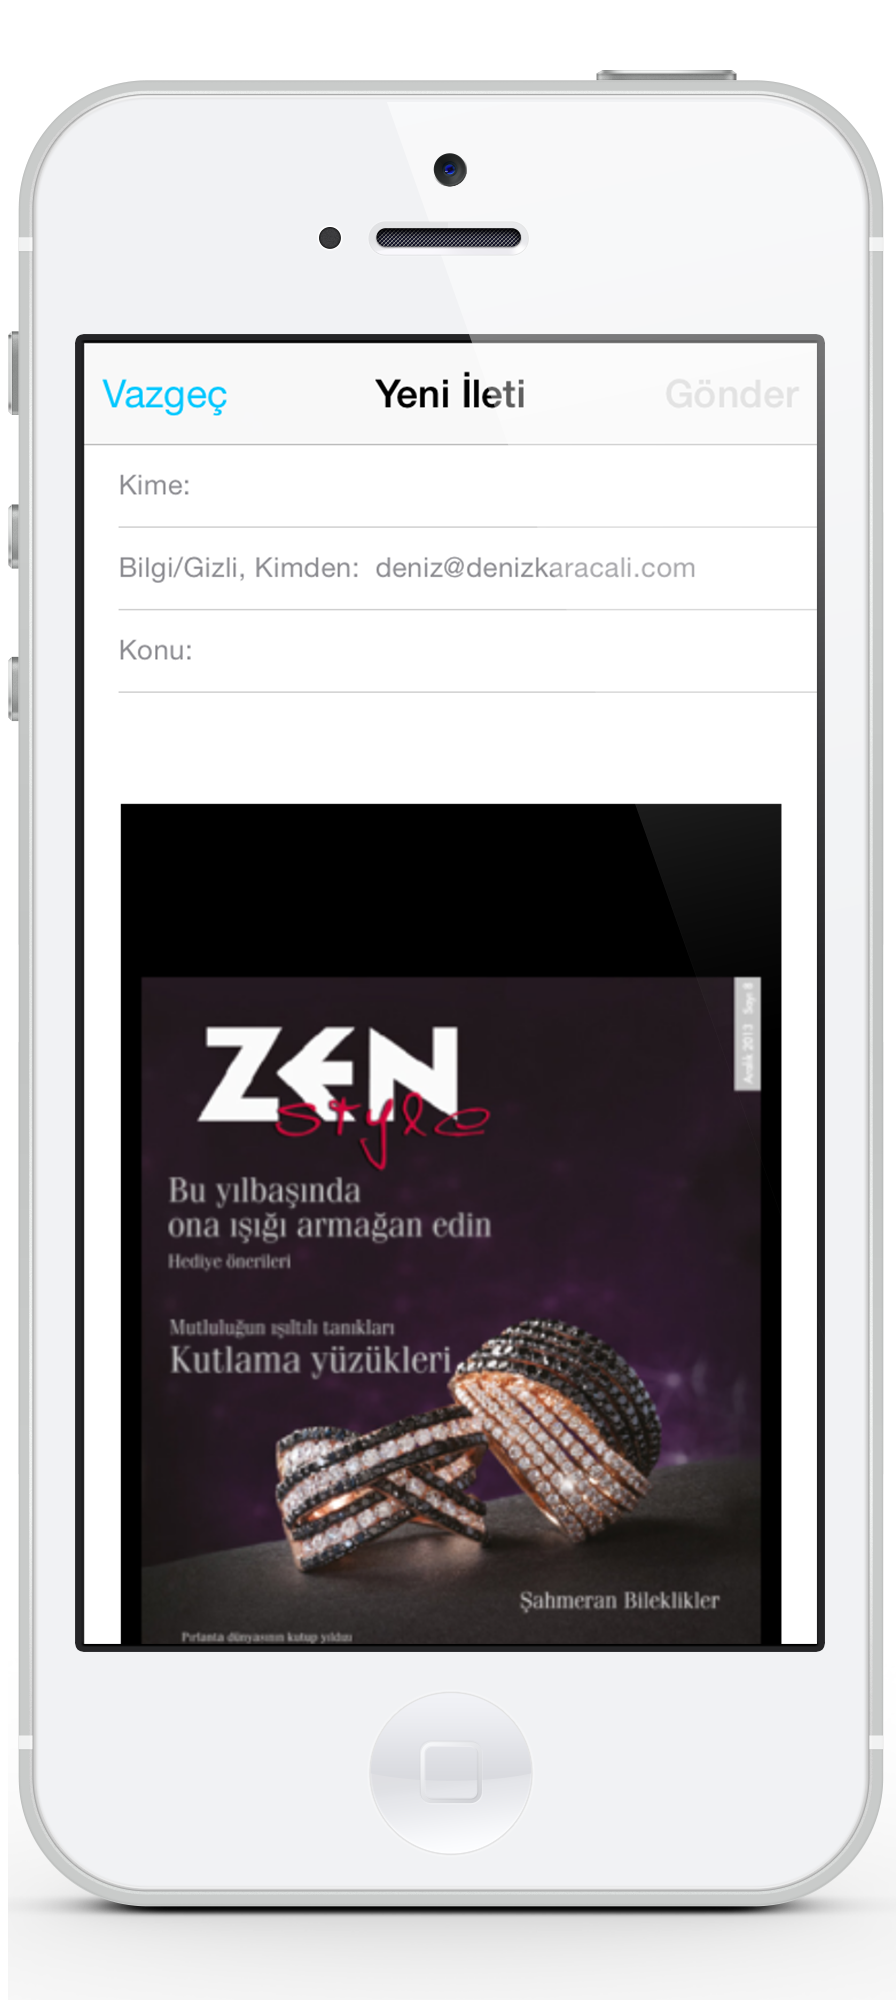 Vazgeç Yeni İleti Gönder
Kime:
Bilgi/Gizli, Kimden: deniz@denizkaracali.com
Konu:
Aralık 2013 Sayı 8
ZEN
style
Bu yılbaşında
ona ışığı armağan edin
Hediye önerileri
Mutluluğun ışıltılı tanıkları
Kutlama yüzükleri
Şahmeran Bileklikler
Pırlanta dünyasının kutup yıldızı